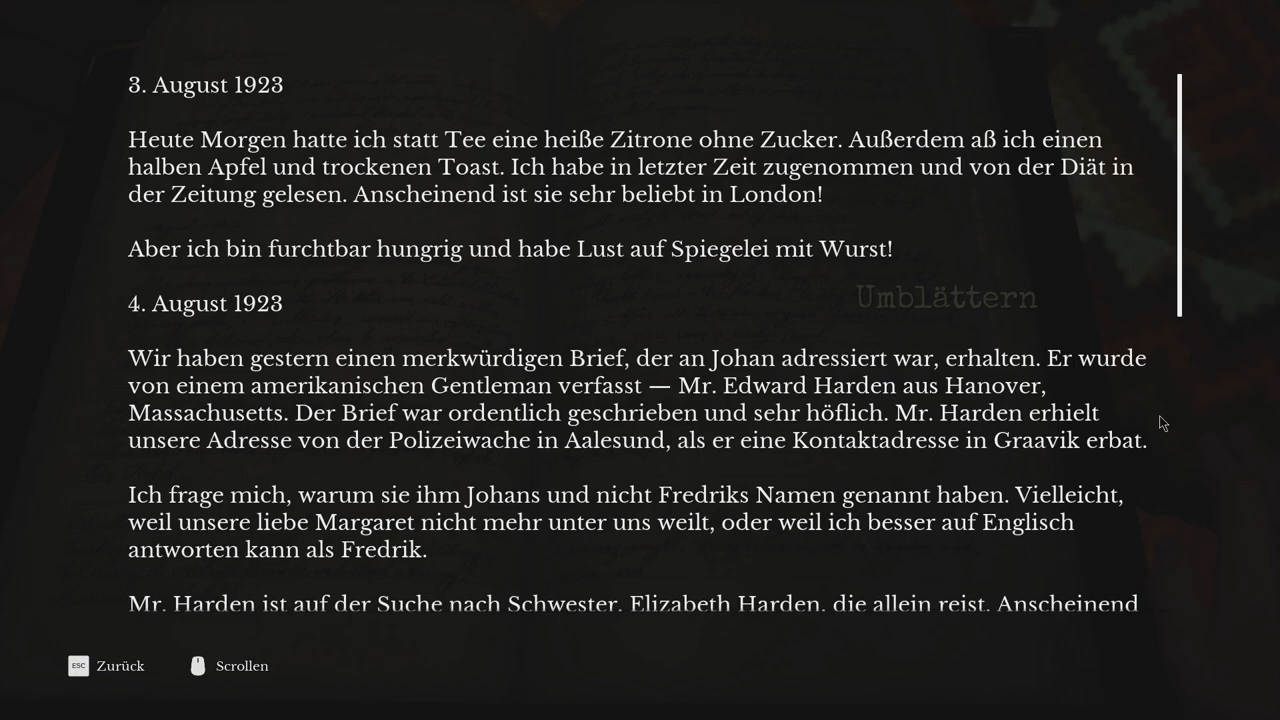 3. August 1923
Heute Morgen hatte ich statt Tee eine heiße Zitrone ohne Zucker. Außerdem aß ich einen
halben Apfel und trockenen Toast. Ich habe in letzter Zeit zugenommen und von der Diät in
der Zeitung gelesen. Anscheinend ist sie sehr beliebt in London!
Aber ich bin furchtbar hungrig und habe Lust auf Spiegelei mit Wurst!
4. August 1923
Umblättern
Wir haben gestern einen merkwürdigen Brief, der an Johan adressiert war, erhalten. Er wurde
von einem amerikanischen Gentleman verfasst — Mr. Edward Harden aus Hanover,
Massachusetts. Der Brief war ordentlich geschrieben und sehr höflich. Mr. Harden erhielt
unsere Adresse von der Polizeiwache in Aalesund, als er eine Kontaktadresse in Graavik erbat.
Ich frage mich, warum sie ihm Johans und nicht Fredriks Namen genannt haben. Vielleicht,
weil unsere liebe Margaret nicht mehr unter uns weilt, oder weil ich besser auf Englisch
antworten kann als Fredrik.
Mr. Harden ist auf der Suche nach Schwester, Elizabeth Harden, die allein reist. Anscheinend
ESC Zurück
Scrollen